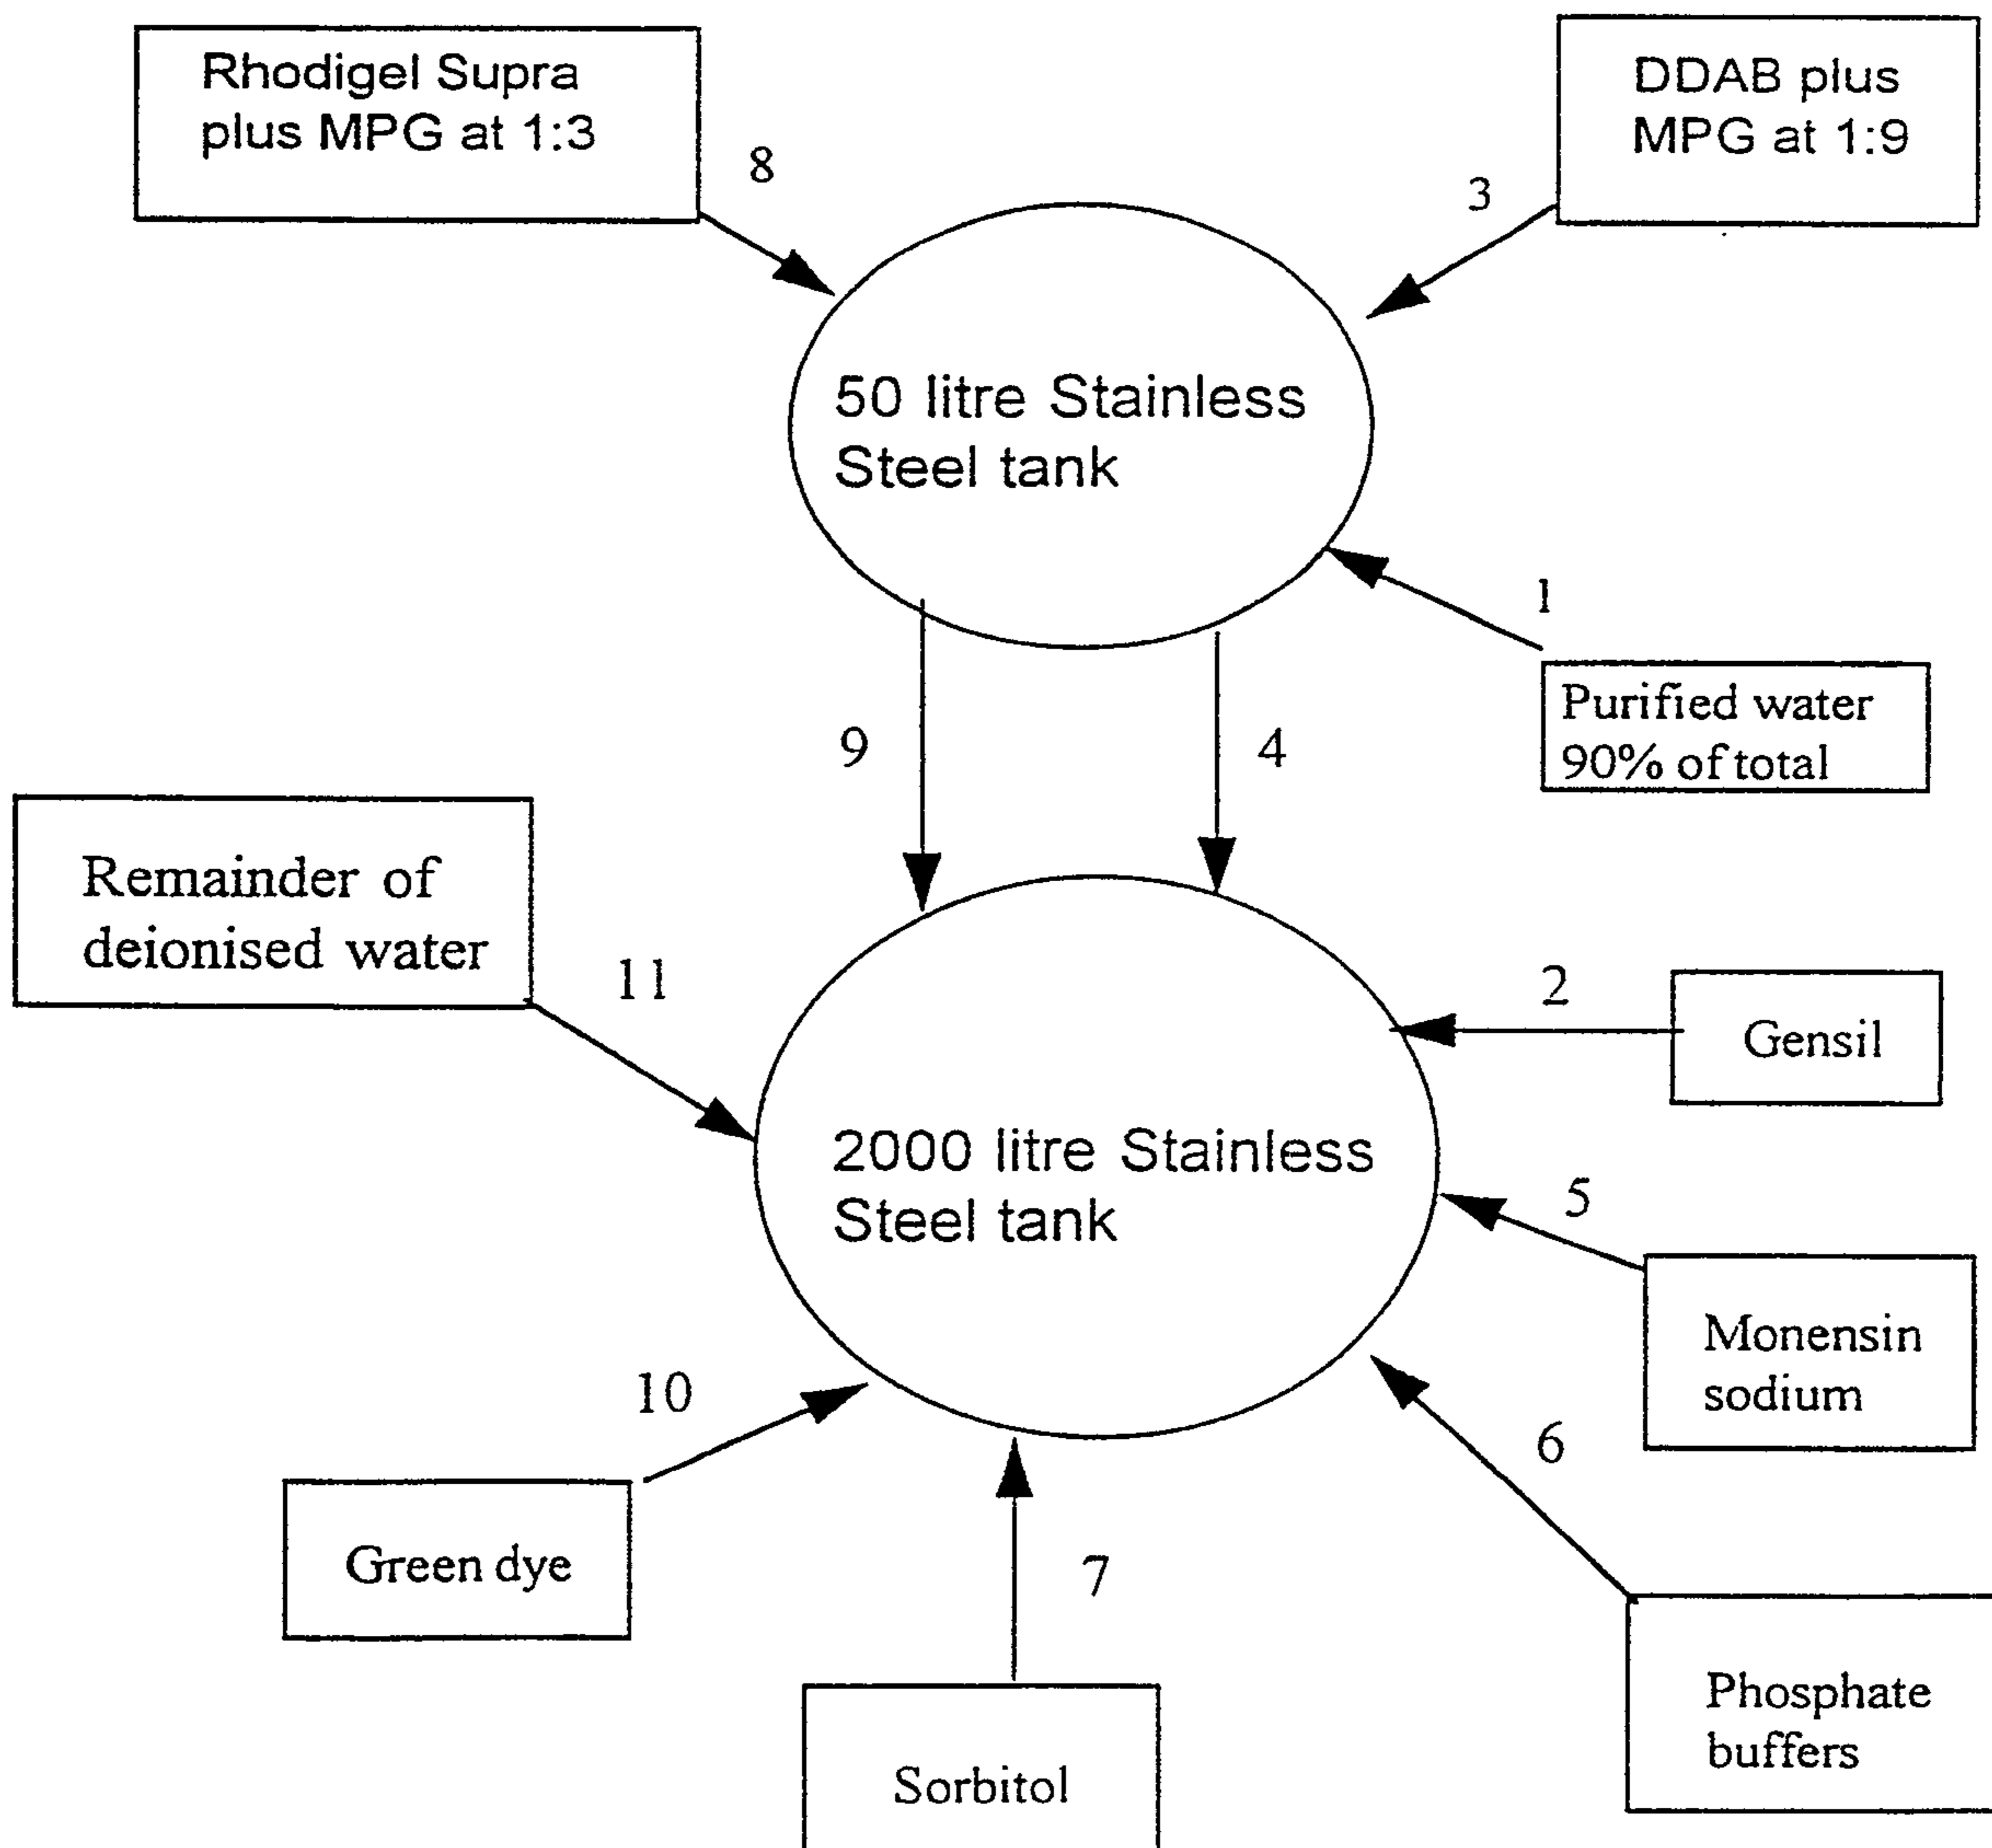 Rhodigel Supra
plus MPG at 1:3
DDAB plus
MPG at 1:9
8
3
50 litre Stainless
Steel tank
1
Purified water
90% of total
9
4
Remainder of
deionised water
11
2
Gensil
2000 litre Stainless
Steel tank
5
Monensin
sodium
10
6
Green dye
7
Phosphate
buffers
Sorbitol